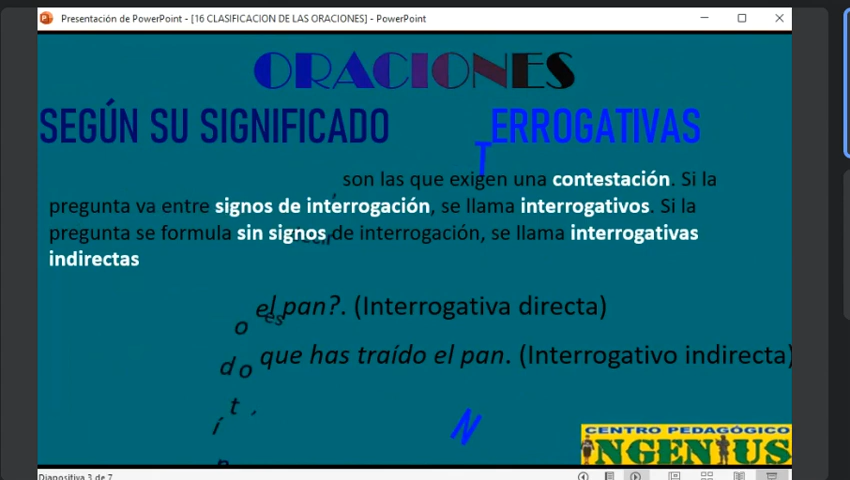 Presentación de PowerPoint - [16 CLASIFICACION DE LAS ORACIONES] - PowerPoint
ORACIONES
SEGÚN SU SIGNIFICADO
T ERROGATIVAS
son las que exigen una contestación. Si la
pregunta va entre signos de interrogación, se llama interrogativos. Si la
pregunta se formula sin signos de interrogación, se llama interrogativas
indirectas
el pan?. (Interrogativa directa)
es
o
que has traído el pan. (Interrogativo indirecta)
d o
t ,
í
N
CENTRO PEDAGÓGICO
INGENIUS
Diapositiva 3 de 7